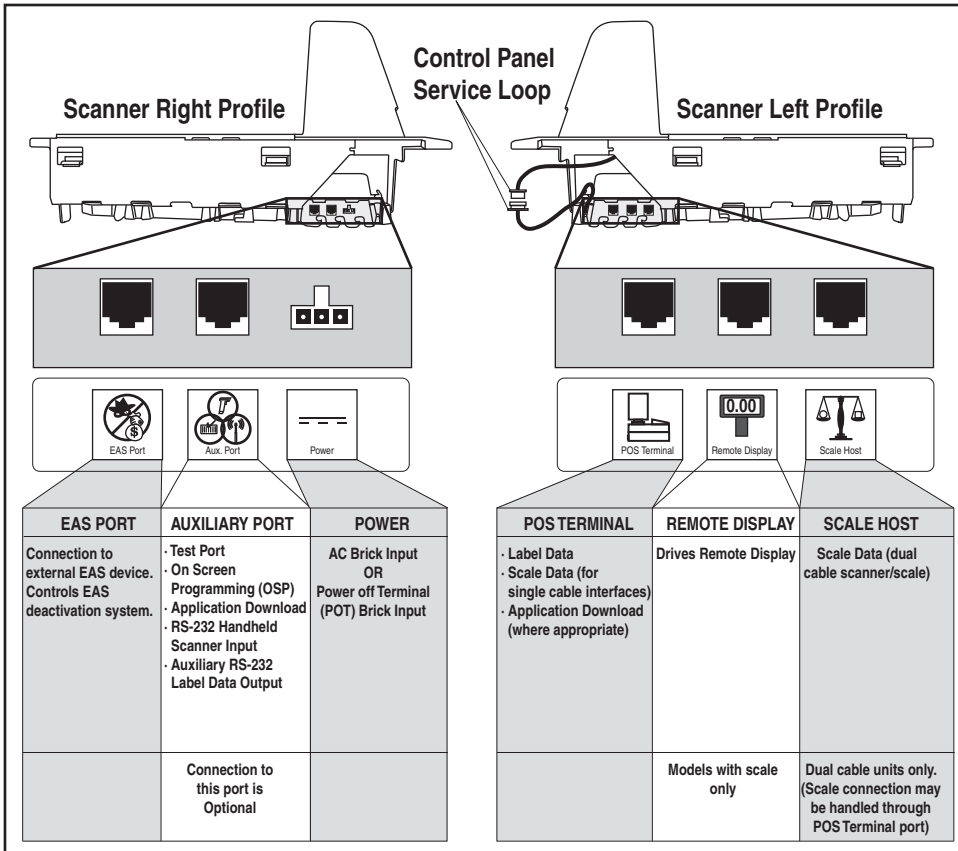 Control Panel
Service Loop
Scanner Right Profile
Scanner Left Profile
$
EAS Port
Aux. Port
Power
POS Terminal
0.00
Remote Display
Scale Host
EAS PORT
Connection to
external EAS device.
Controls EAS
deactivation system.
AUXILIARY PORT
· Test Port
· On Screen
Programming (OSP)
· Application Download
· RS-232 Handheld
Scanner Input
· Auxiliary RS-232
Label Data Output
Connection to
this port is
Optional
POWER
AC Brick Input
OR
Power off Terminal
(POT) Brick Input
POS TERMINAL
· Label Data
· Scale Data (for
single cable interfaces)
· Application Download
(where appropriate)
REMOTE DISPLAY
Drives Remote Display
Models with scale
only
SCALE HOST
Scale Data (dual
cable scanner/scale)
Dual cable units only.
(Scale connection may
be handled through
POS Terminal port)